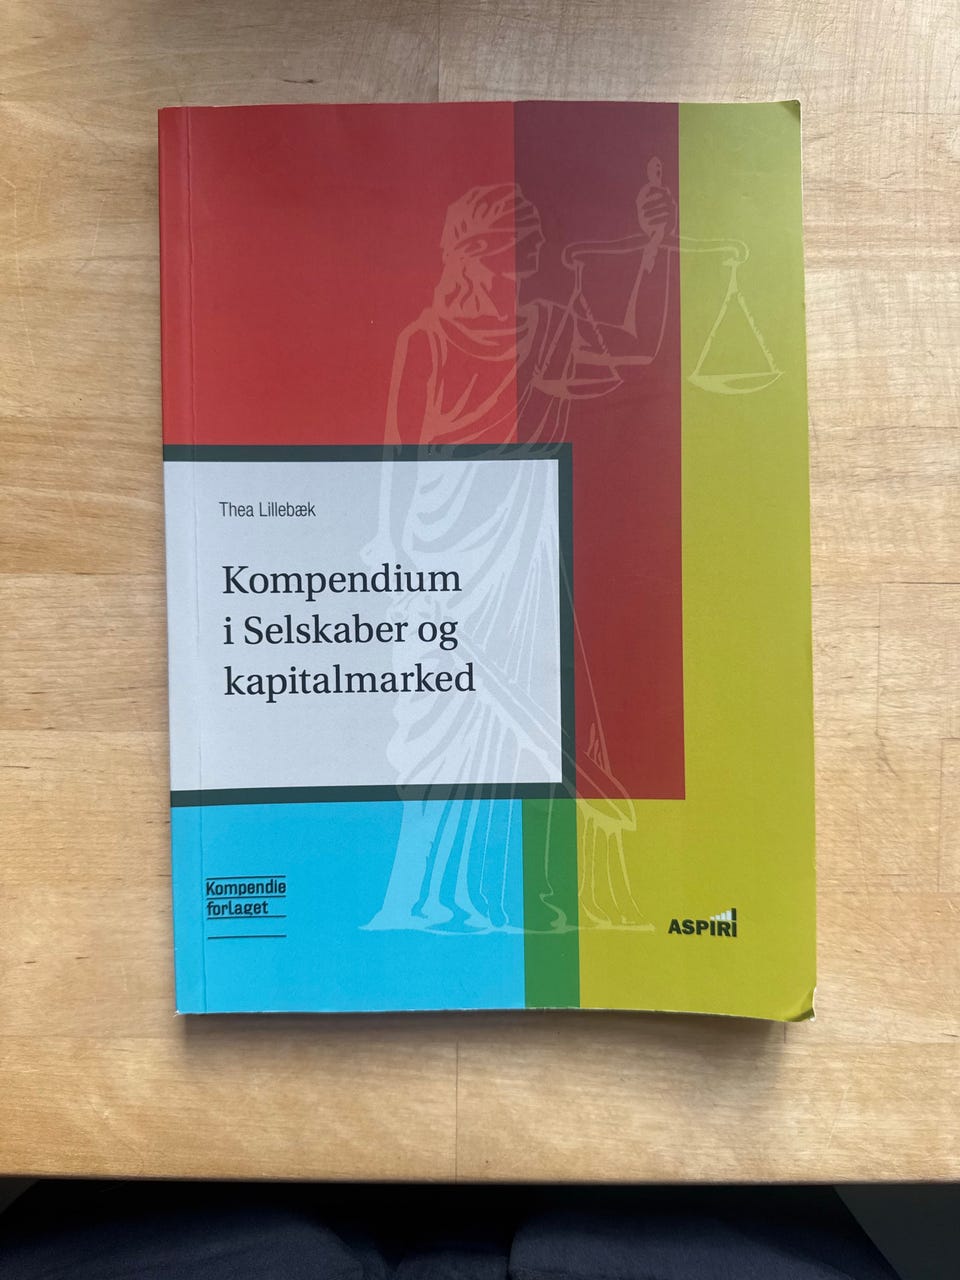 Thea Lillebæk
Kompendium
i Selskaber og
kapitalmarked
Kompendie
forlaget
ASPIRI